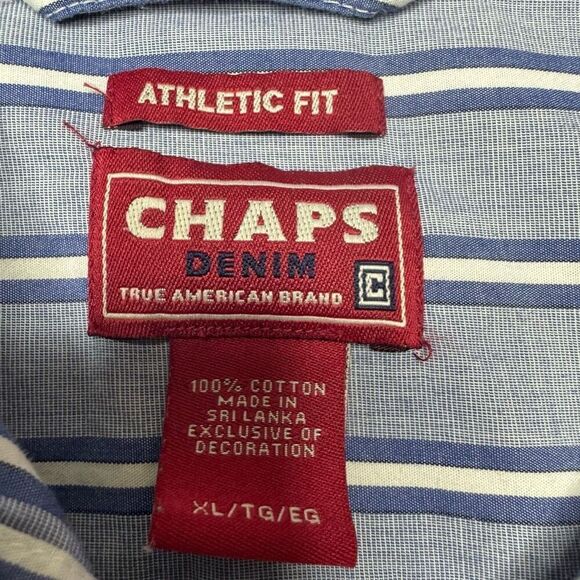 ATHLETIC FIT
CHAPS
DENIM
TRUE AMERICAN BRAND
C
100% COTTON
MADE IN
SRI LANKA
EXCLUSIVE OF
DECORATION
XL/TG/EG